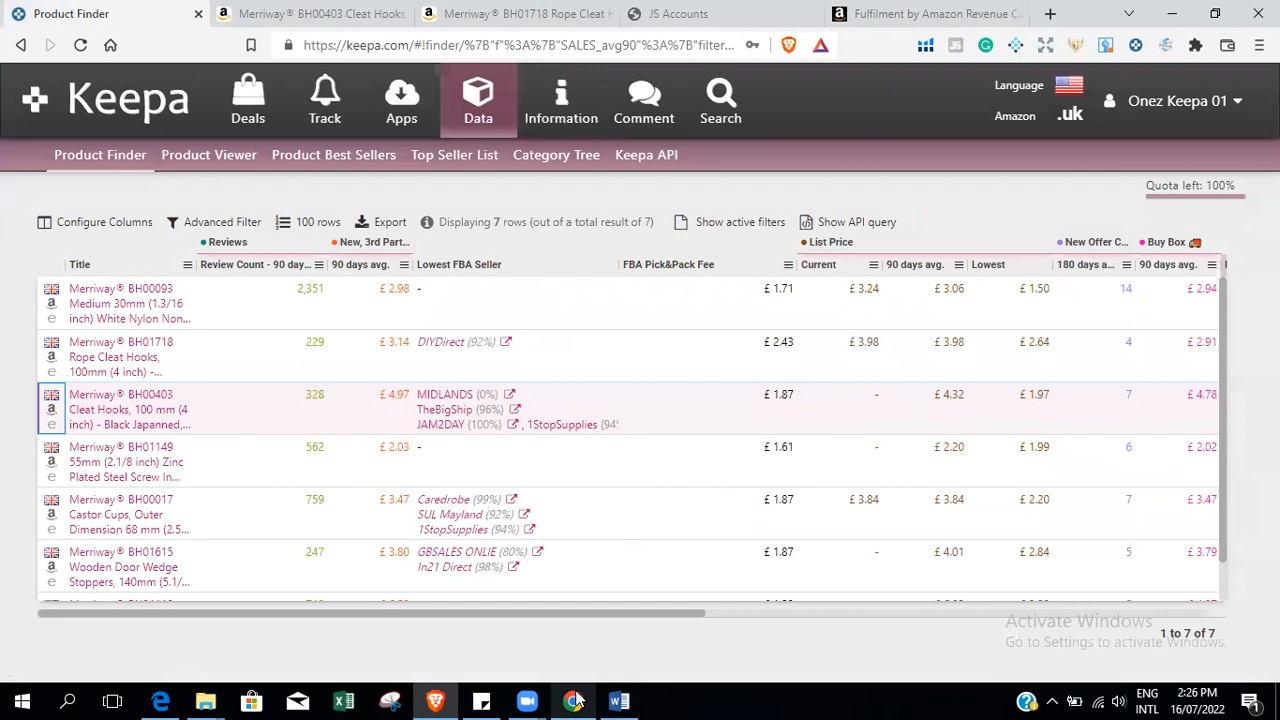 Product Finder
Merriway® BH00403 Cleat Hooks,
Merriway® BH01718 Rope Cleat H
JS Accounts
Fulfilment by Amazon Revenue Ca
https://keepa.com/#!finder/%7B"f"%3A%7B"SALES_avg90"%3A%7B"filter...
Keepa
Deals
Track
Apps
Data
Information
Comment
Search
Language
Amazon .uk
Onez Keepa 01
Product Finder Product Viewer Product Best Sellers Top Seller List Category Tree Keepa API
Quota left: 100%
Configure Columns Advanced Filter 100 rows Export Displaying 7 rows (out of a total result of 7) Show active filters Show API query
Reviews New, 3rd Part... List Price New Offer C... Buy Box
Title Review Count - 90 day... 90 days avg. Lowest FBA Seller FBA Pick&Pack Fee Current 90 days avg. Lowest 180 days a... 90 days avg.
Merriway® BH00093 2,351 £ 2.98 - £ 1.71 £ 3.24 £ 3.06 £ 1.50 14 £ 2.94
Medium 30mm (1.3/16
inch) White Nylon Non...
Merriway® BH01718 229 £ 3.14 DIYDirect (92%) £ 2.43 £ 3.98 £ 3.98 £ 2.64 4 £ 2.91
Rope Cleat Hooks,
100mm (4 inch) -...
Merriway® BH00403 328 £ 4.97 MIDLANDS (0%) £ 1.87 - £ 4.32 £ 1.97 7 £ 4.78
Cleat Hooks, 100 mm (4 TheBigShip (96%)
inch) - Black Japanned,... JAM2DAY (100%) , 1StopSupplies (94
Merriway® BH01149 562 £ 2.03 - £ 1.61 £ 2.20 £ 1.99 6 £ 2.02
55mm (2.1/8 inch) Zinc
Plated Steel Screw In...
Merriway® BH00017 759 £ 3.47 Caredrobe (99%) £ 1.87 £ 3.84 £ 3.84 £ 2.20 7 £ 3.47
Castor Cups, Outer SUL Mayland (92%)
Dimension 68 mm (2.5... 1StopSupplies (94%)
Merriway® BH01615 247 £ 3.80 GBSALES ONLIE (80%) £ 1.87 - £ 4.01 £ 2.84 5 £ 3.79
Wooden Door Wedge In21 Direct (98%)
Stoppers, 140mm (5.1/...
Activate Windows
Go to Settings to activate Windows.
1 to 7 of 7
ENG
INTL
2:26 PM
16/07/2022
1